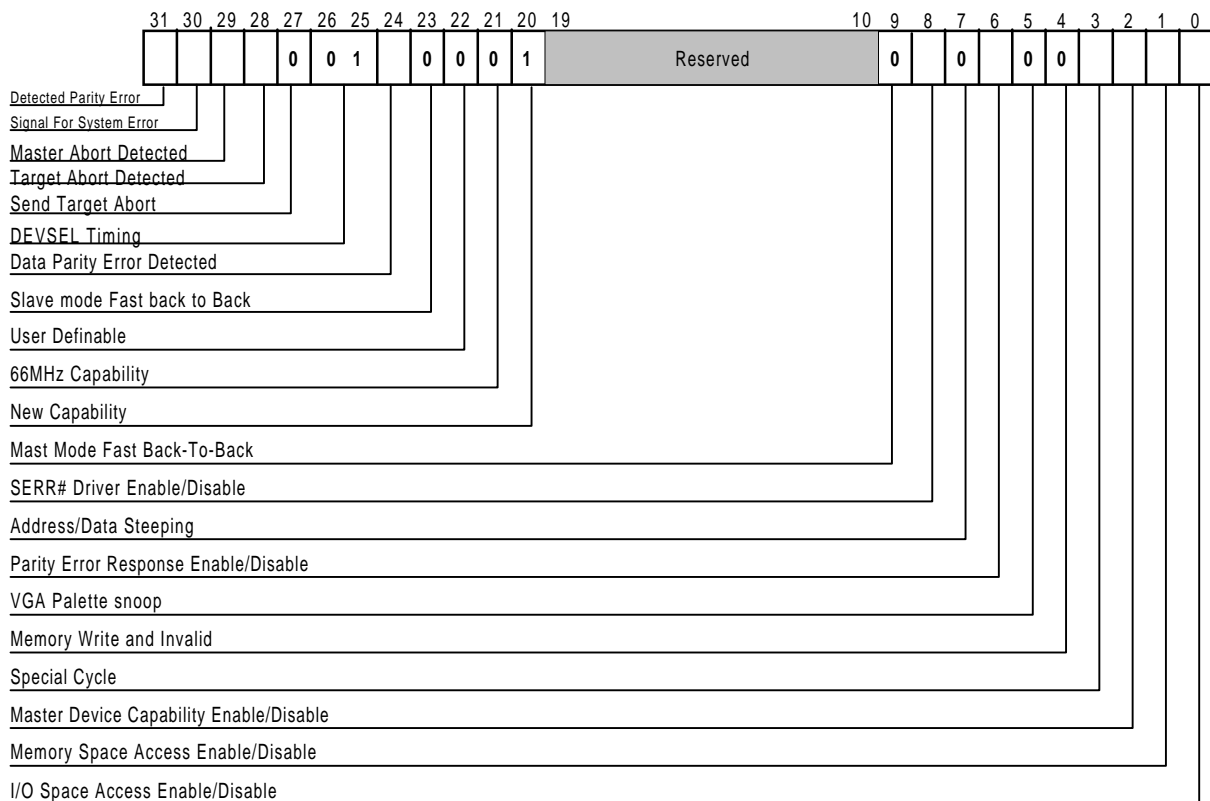 31 30 29 28 27 26 25 24 23 22 21 20 19 10 9 8 7 6 5 4 3 2 1 0
0 0 1 0 0 0 1 Reserved 0 0 0 0
Detected Parity Error
Signal For System Error
Master Abort Detected
Target Abort Detected
Send Target Abort
DEVSEL Timing
Data Parity Error Detected
Slave mode Fast back to Back
User Definable
66MHz Capability
New Capability
Mast Mode Fast Back-To-Back
SERR# Driver Enable/Disable
Address/Data Steeping
Parity Error Response Enable/Disable
VGA Palette snoop
Memory Write and Invalid
Special Cycle
Master Device Capability Enable/Disable
Memory Space Access Enable/Disable
I/O Space Access Enable/Disable